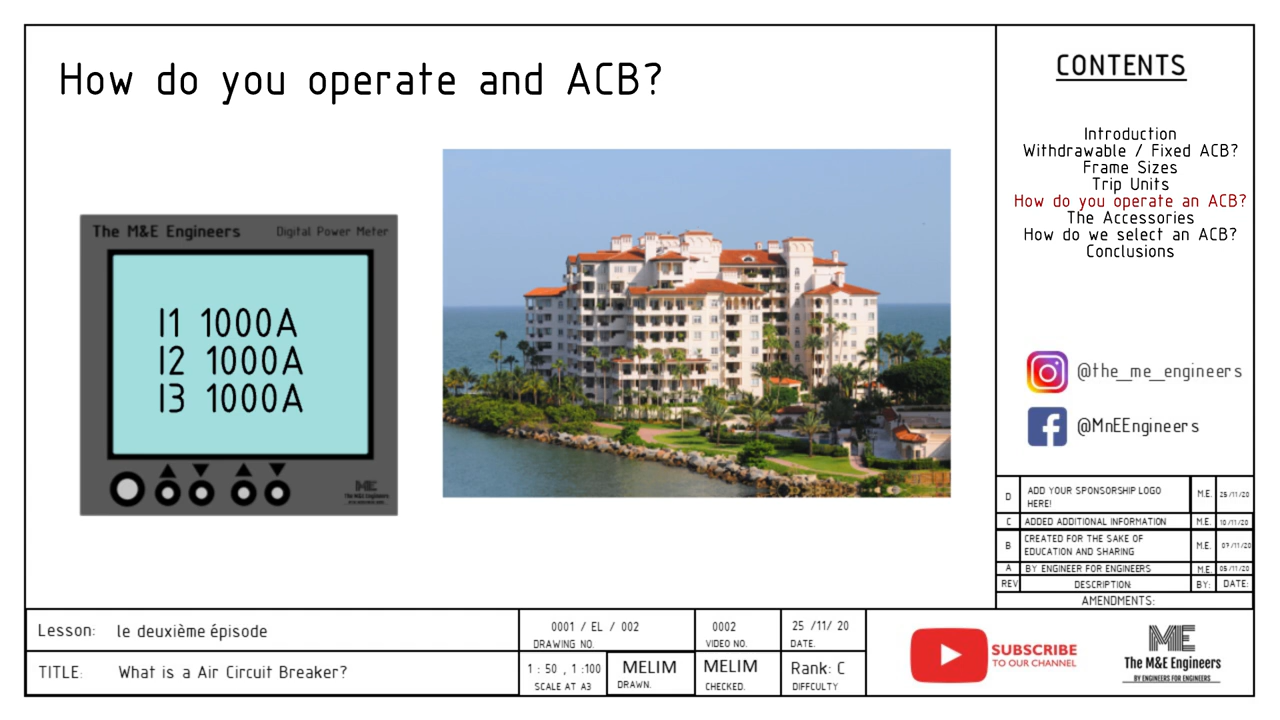 How do you operate and ACB?
The M&E Engineers Digital Power Meter
I1 1000A
I2 1000A
I3 1000A
ME
The M&E Engineers
CONTENTS
Introduction
Withdrawable / Fixed ACB?
Frame Sizes
Trip Units
How do you operate an ACB?
The Accessories
How do we select an ACB?
Conclusions
@the_me_engineers
@MnEEngineers
D ADD YOUR SPONSORSHIP LOGO HERE! M.E. 25/11/20
C ADDED ADDITIONAL INFORMATION M.E. 10/11/20
B CREATED FOR THE SAKE OF EDUCATION AND SHARING M.E. 07/11/20
A BY ENGINEER FOR ENGINEERS M.E. 05/11/20
REV DESCRIPTION: BY: DATE:
AMENDMENTS:
Lesson: le deuxième épisode
TITLE: What is a Air Circuit Breaker?
0001 / EL / 002
DRAWING NO.
0002
VIDEO NO.
25 /11/ 20
DATE.
1 : 50 , 1 :100
SCALE AT A3
MELIM
DRAWN.
MELIM
CHECKED.
Rank: C
DIFFCULTY
SUBSCRIBE
TO OUR CHANNEL
ME
The M&E Engineers
BY ENGINEERS FOR ENGINEERS